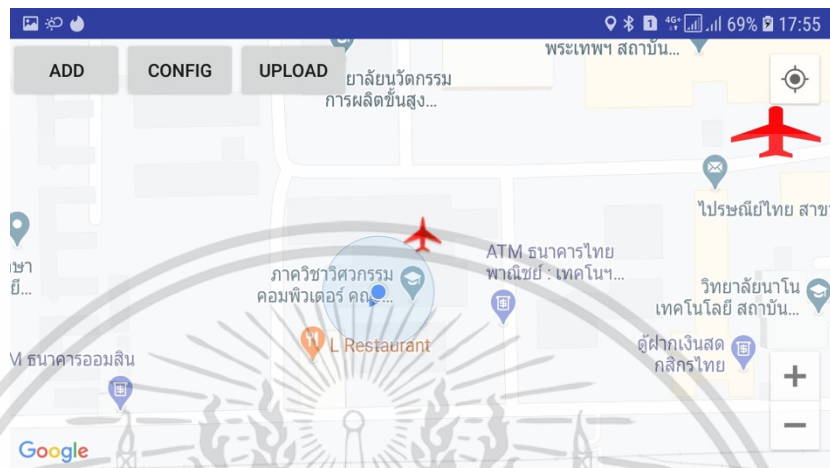 4G+ 1 69% 17:55
พระเทพฯ สถาบัน...
ADD CONFIG UPLOAD
ยาลัยนวัตกรรม
การผลิตขั้นสูง...
ไปรษณีย์ไทย สาขา
ษา
ยี...
ATM ธนาคารไทย
พาณิชย์ : เทคโนฯ...
ภาควิชาวิศวกรรม
คอมพิวเตอร์ คณ...
วิทยาลัยนาโน
เทคโนโลยี สถาบัน...
L Restaurant
ตู้ฝากเงินสด
กสิกรไทย
M ธนาคารออมสิน
Google